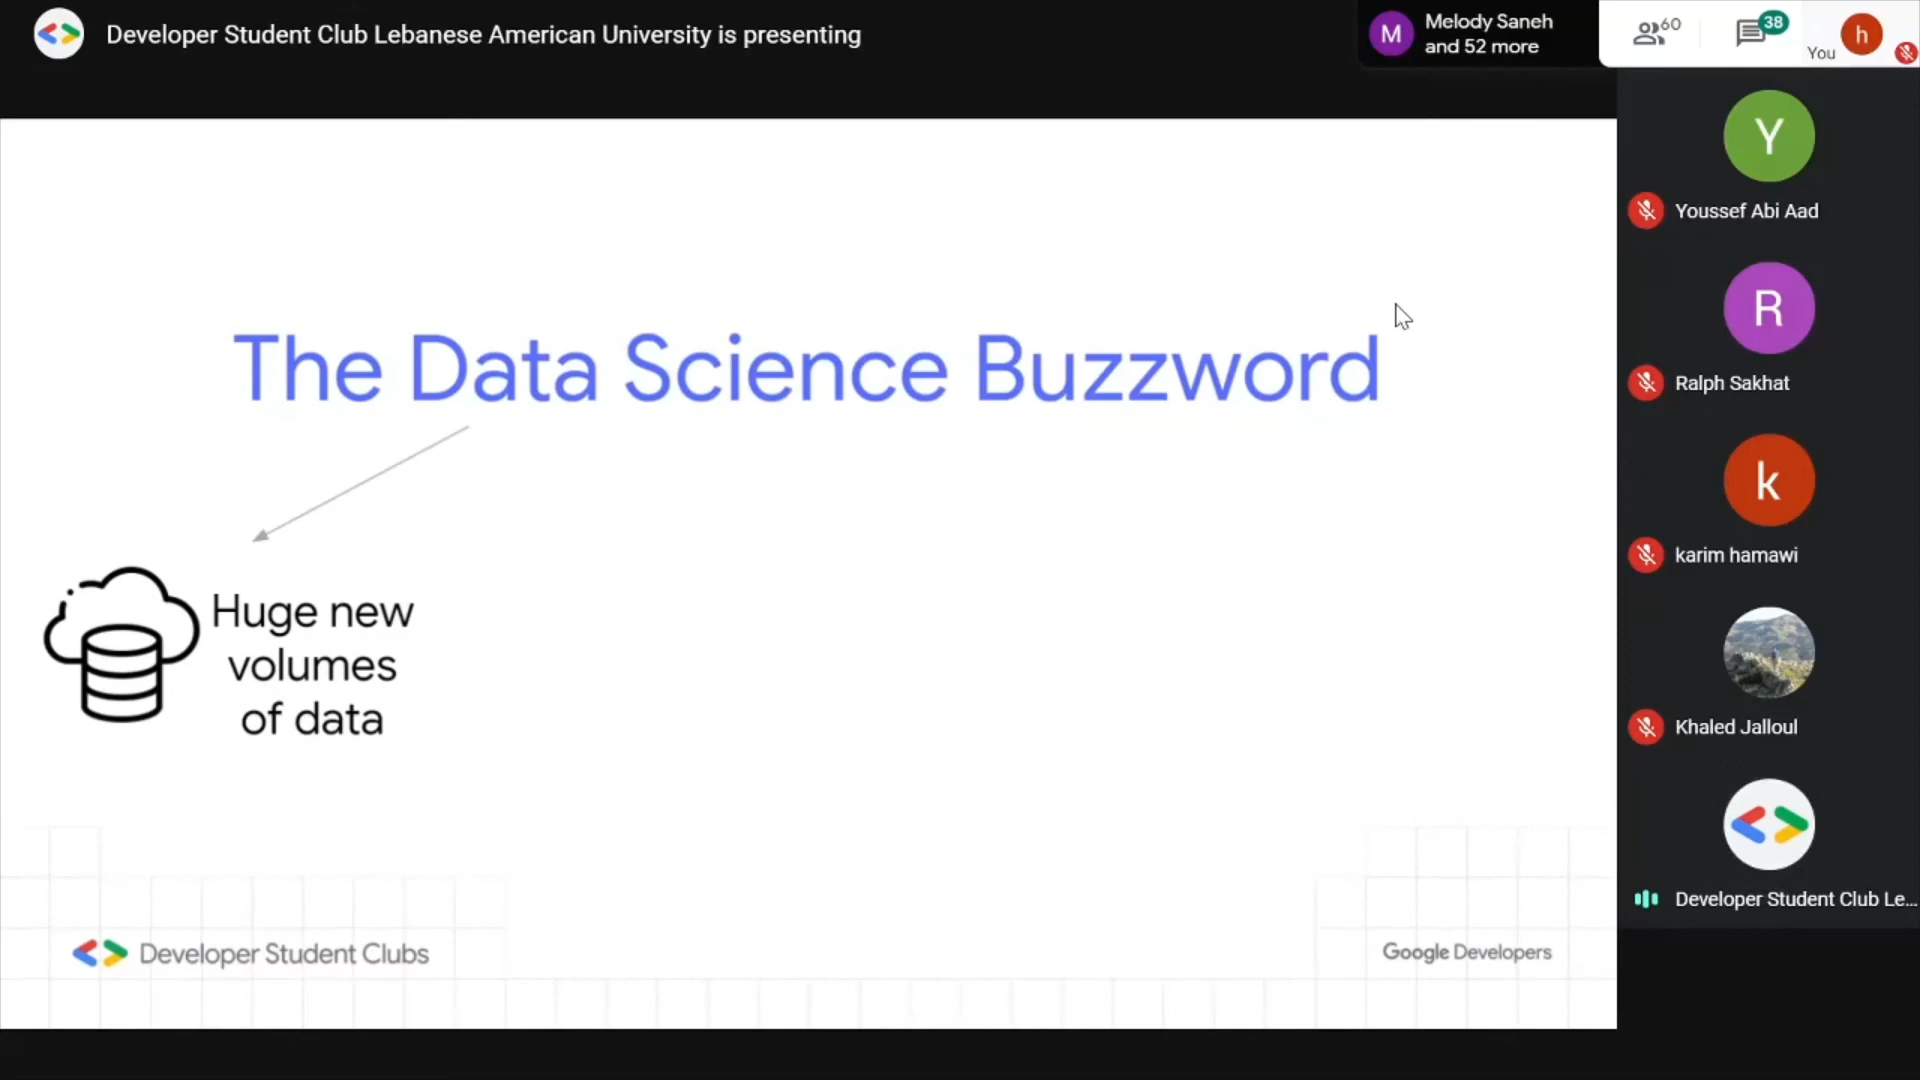 Developer Student Club Lebanese American University is presenting
M
Melody Saneh
and 52 more
60
38
You
h
Y
Youssef Abi Aad
R
Ralph Sakhat
k
karim hamawi
Khaled Jalloul
Developer Student Club Le...
The Data Science Buzzword
Huge new
volumes
of data
Developer Student Clubs
Google Developers